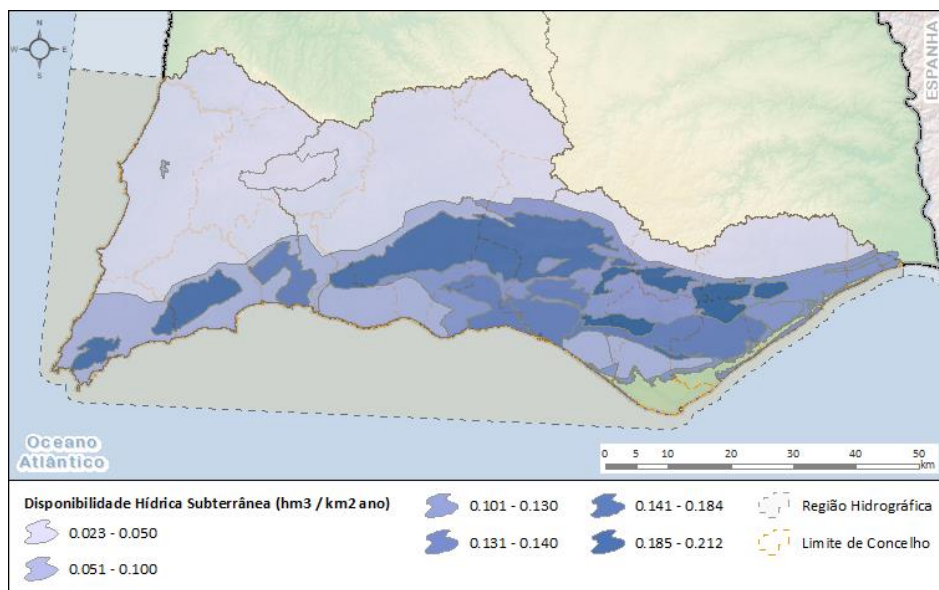 N
W E
S
ESPANHA
Oceano
Atlântico
0 5 10 20 30 40 50
km
Disponibilidade Hídrica Subterrânea (hm3 / km2 ano)
0.023 - 0.050
0.051 - 0.100
0.101 - 0.130
0.131 - 0.140
0.141 - 0.184
0.185 - 0.212
Região Hidrográfica
Limite de Concelho